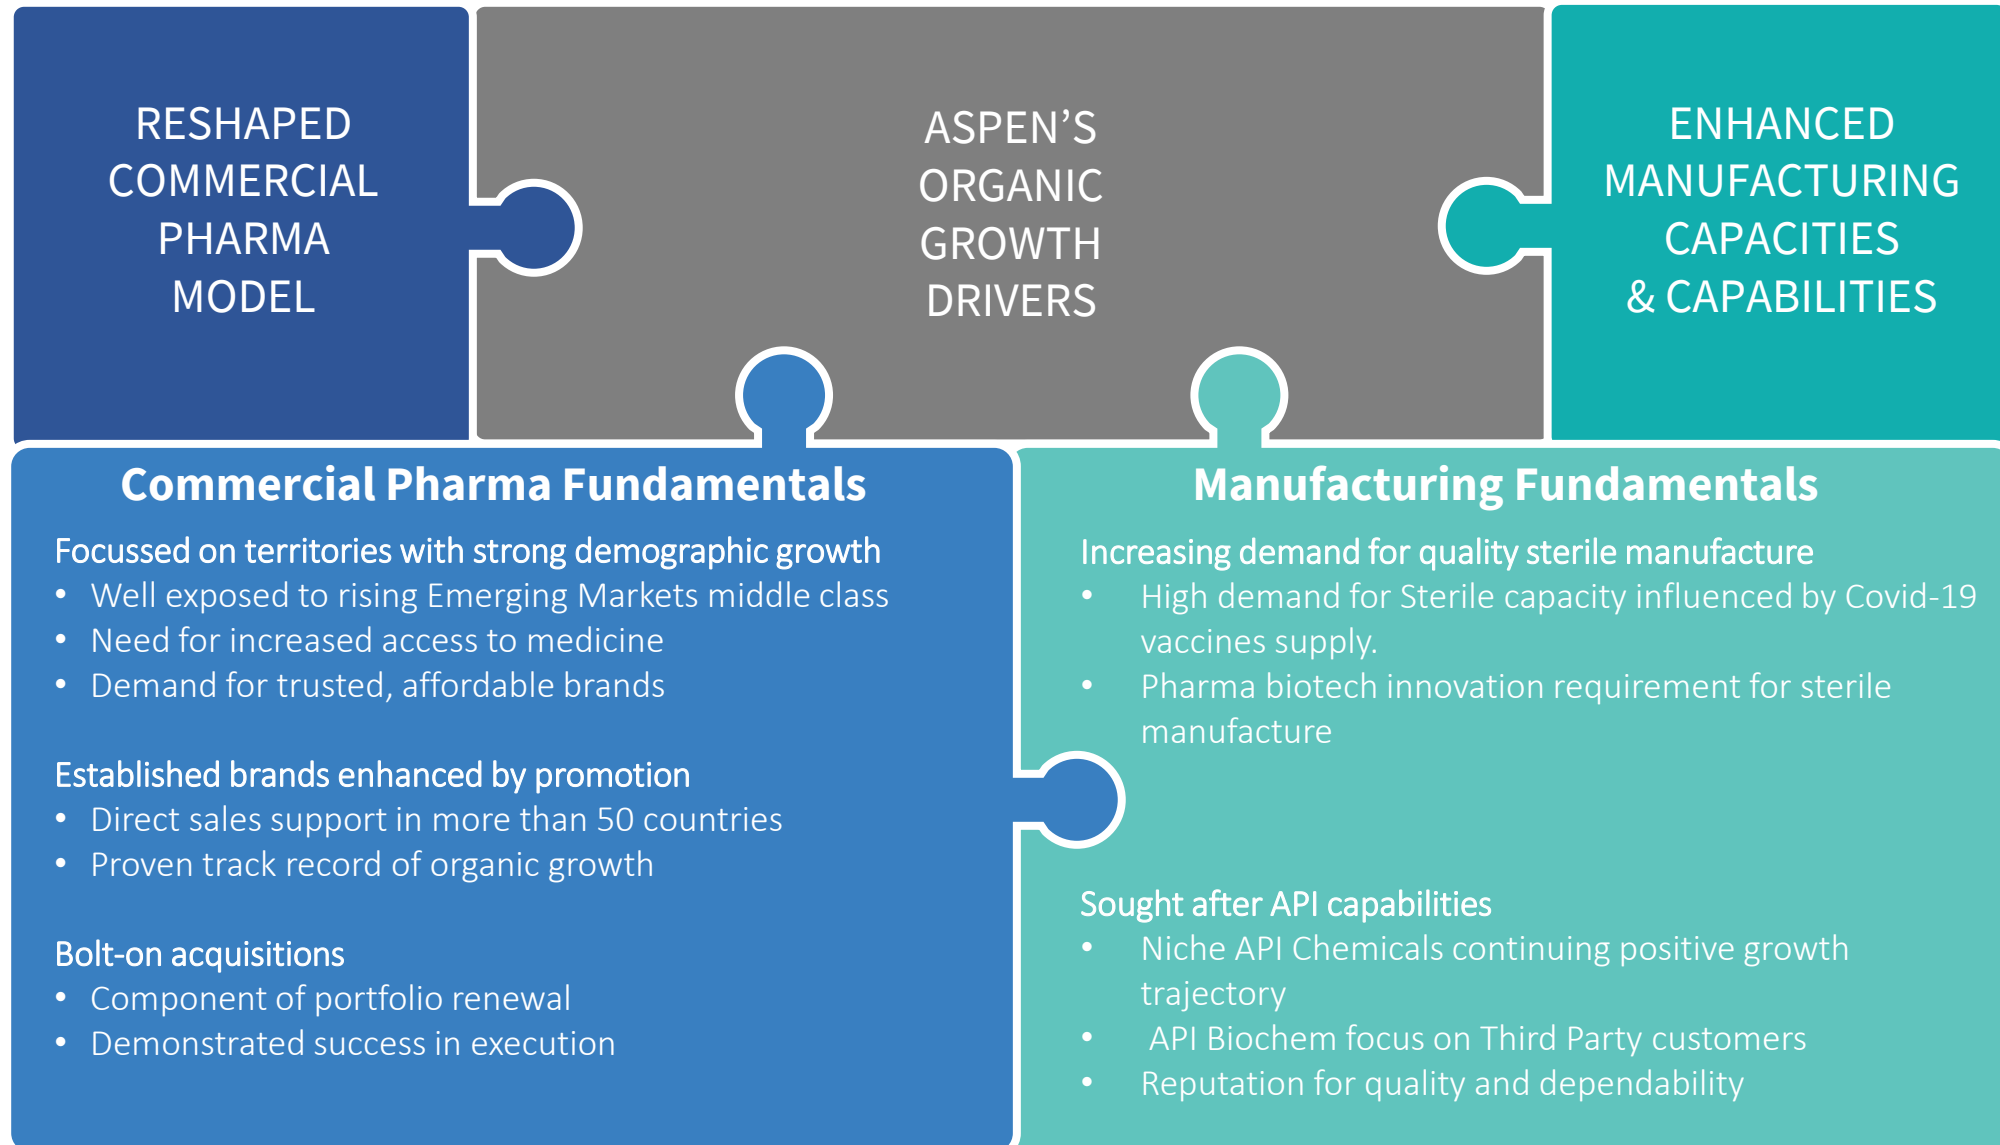 RESHAPED
COMMERCIAL
PHARMA
MODEL
ASPEN’S
ORGANIC
GROWTH
DRIVERS
ENHANCED
MANUFACTURING
CAPACITIES
& CAPABILITIES
Commercial Pharma Fundamentals
Focussed on territories with strong demographic growth
• Well exposed to rising Emerging Markets middle class
• Need for increased access to medicine
• Demand for trusted, affordable brands
Established brands enhanced by promotion
• Direct sales support in more than 50 countries
• Proven track record of organic growth
Bolt-on acquisitions
• Component of portfolio renewal
• Demonstrated success in execution
Manufacturing Fundamentals
Increasing demand for quality sterile manufacture
• High demand for Sterile capacity influenced by Covid-19
vaccines supply.
• Pharma biotech innovation requirement for sterile
manufacture
Sought after API capabilities
• Niche API Chemicals continuing positive growth
trajectory
• API Biochem focus on Third Party customers
• Reputation for quality and dependability